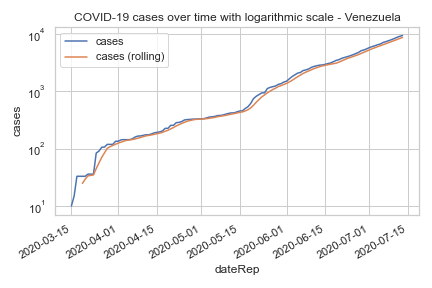 COVID-19 cases over time with logarithmic scale - Venezuela
cases
cases (rolling)
10⁴
10³
10²
10¹
cases
2020-03-15
2020-04-01
2020-04-15
2020-05-01
2020-05-15
2020-06-01
2020-06-15
2020-07-01
2020-07-15
dateRep